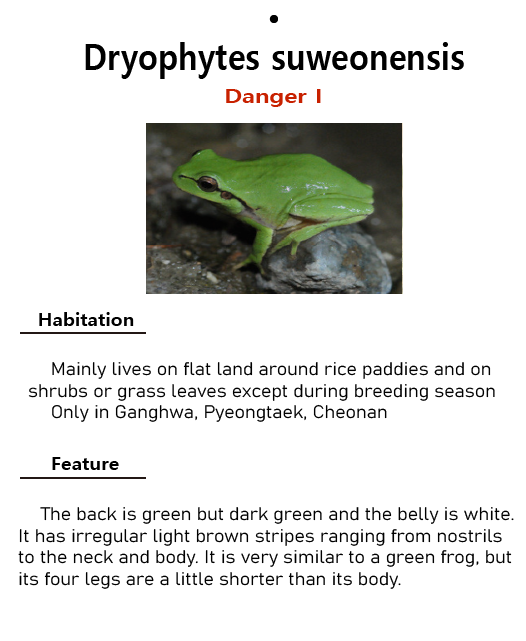 Dryophytes suweonensis
Danger I
Habitation
Mainly lives on flat land around rice paddies and on
shrubs or grass leaves except during breeding season
Only in Ganghwa, Pyeongtaek, Cheonan
Feature
The back is green but dark green and the belly is white.
It has irregular light brown stripes ranging from nostrils
to the neck and body. It is very similar to a green frog, but
its four legs are a little shorter than its body.